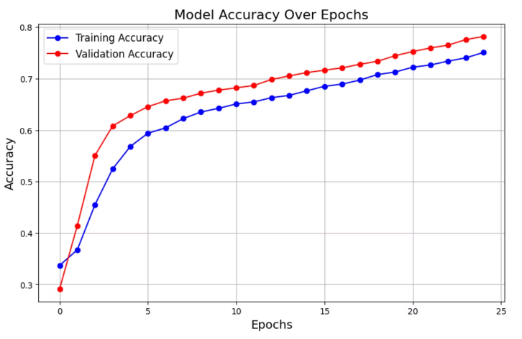 Model Accuracy Over Epochs
Training Accuracy
Validation Accuracy
Accuracy
0.8
0.7
0.6
0.5
0.4
0.3
0 5 10 15 20 25
Epochs